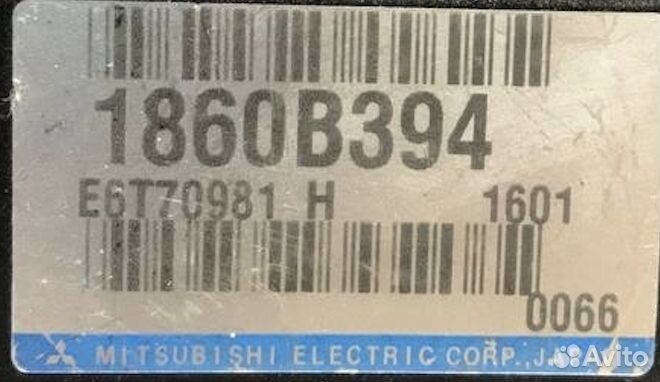 1860B394
E6T70981 H 1601
0066
MITSUBISHI ELECTRIC CORP.,
Avito